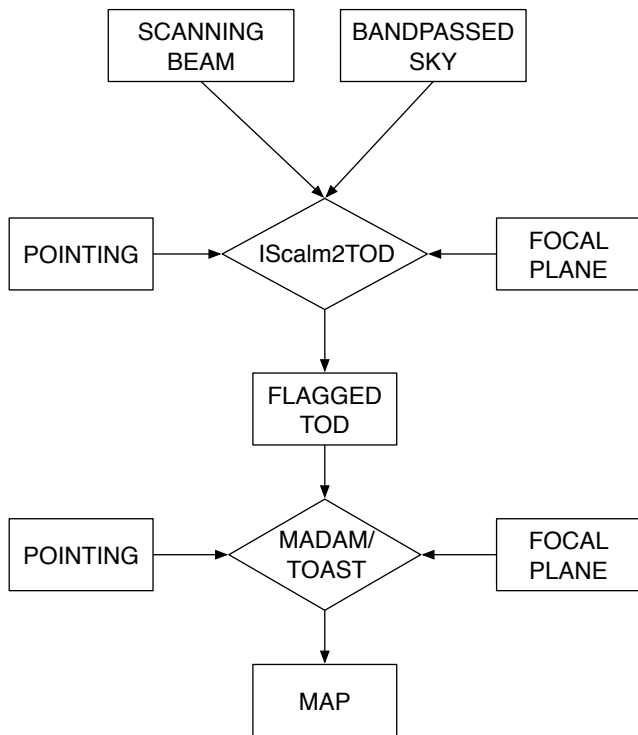 SCANNING
BEAM
BANDPASSED
SKY
POINTING
IScalm2TOD
FOCAL
PLANE
FLAGGED
TOD
POINTING
MADAM/
TOAST
FOCAL
PLANE
MAP